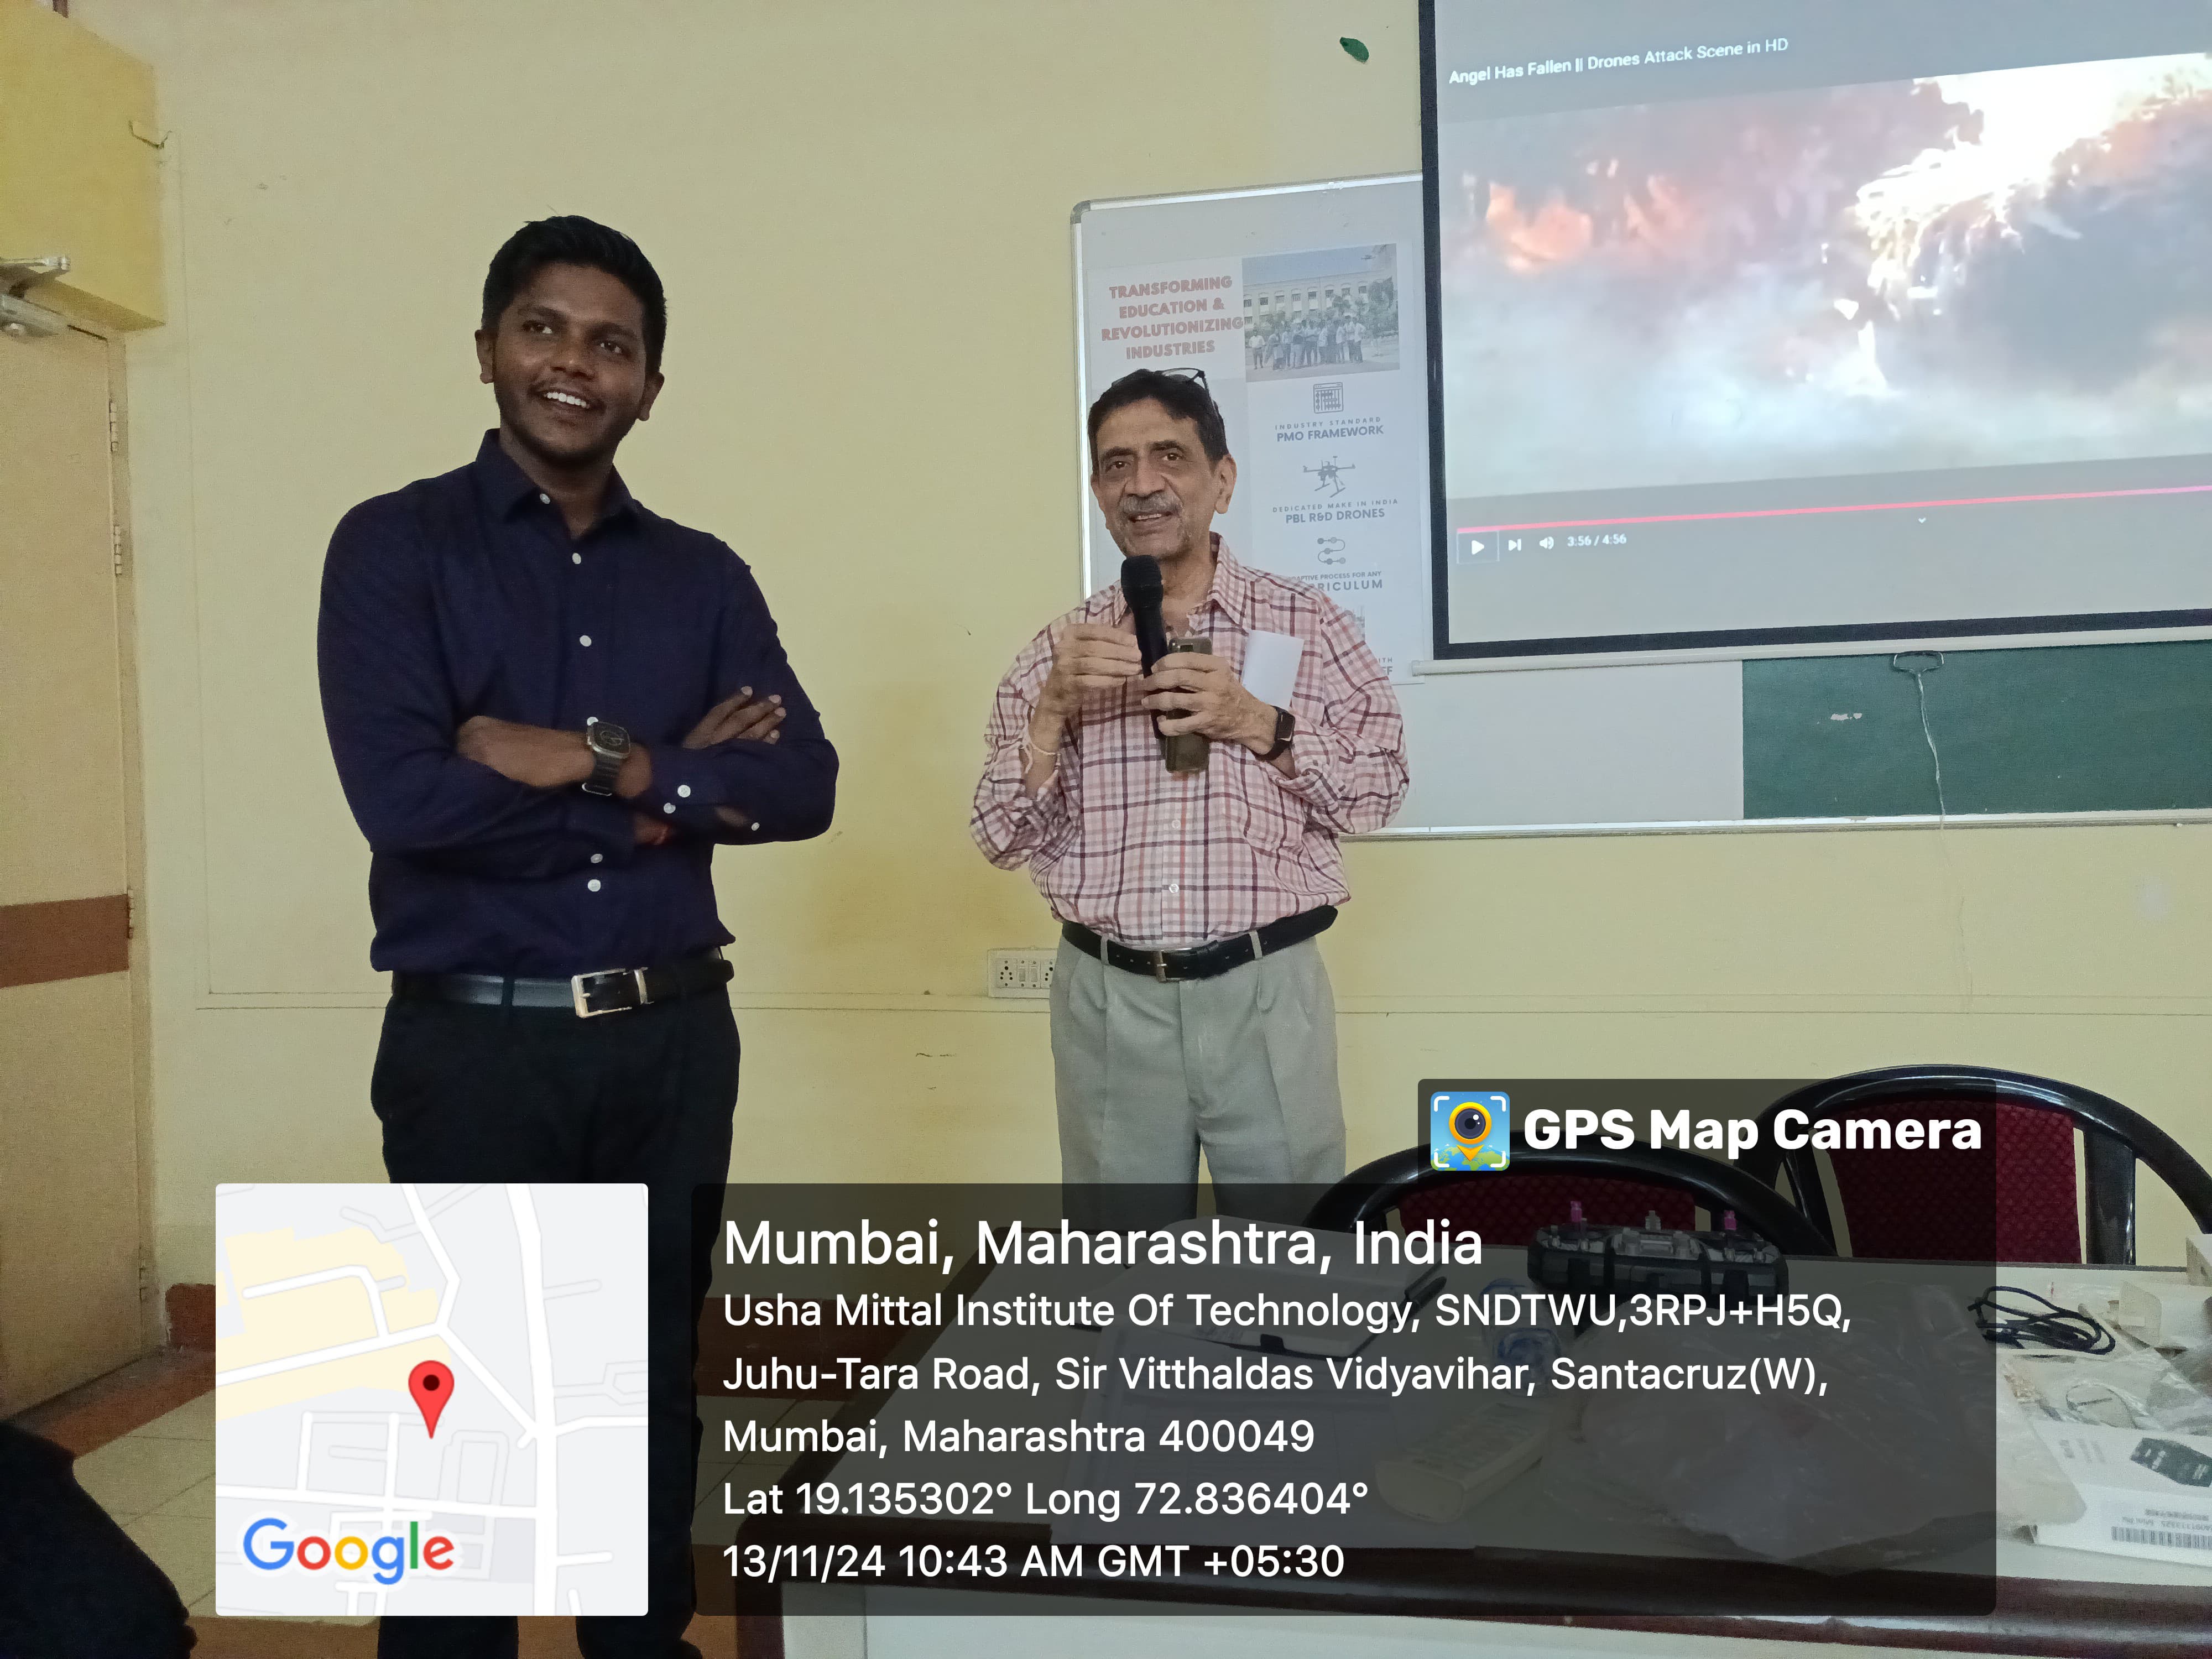 Angel Has Fallen || Drones Attack Scene in HD
3:56 / 4:56
TRANSFORMING
EDUCATION &
REVOLUTIONIZING
INDUSTRIES
INDUSTRY STANDARD
PMO FRAMEWORK
DEDICATED MAKE IN INDIA
PBL R&D DRONES
PROCESS FOR ANY
GPS Map Camera
Mumbai, Maharashtra, India
Usha Mittal Institute Of Technology, SNDTWU,3RPJ+H5Q,
Juhu-Tara Road, Sir Vitthaldas Vidyavihar, Santacruz(W),
Mumbai, Maharashtra 400049
Lat 19.135302° Long 72.836404°
13/11/24 10:43 AM GMT +05:30
Google